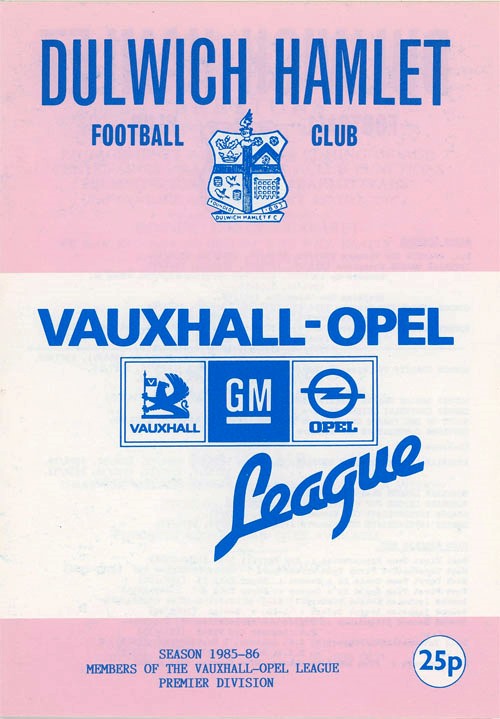 DULWICH HAMLET
FOOTBALL CLUB
DULWICH HAMLET F C
VAUXHALL-OPEL
VAUXHALL
GM
OPEL
League
SEASON 1985-86
MEMBERS OF THE VAUXHALL-OPEL LEAGUE
PREMIER DIVISION
25p